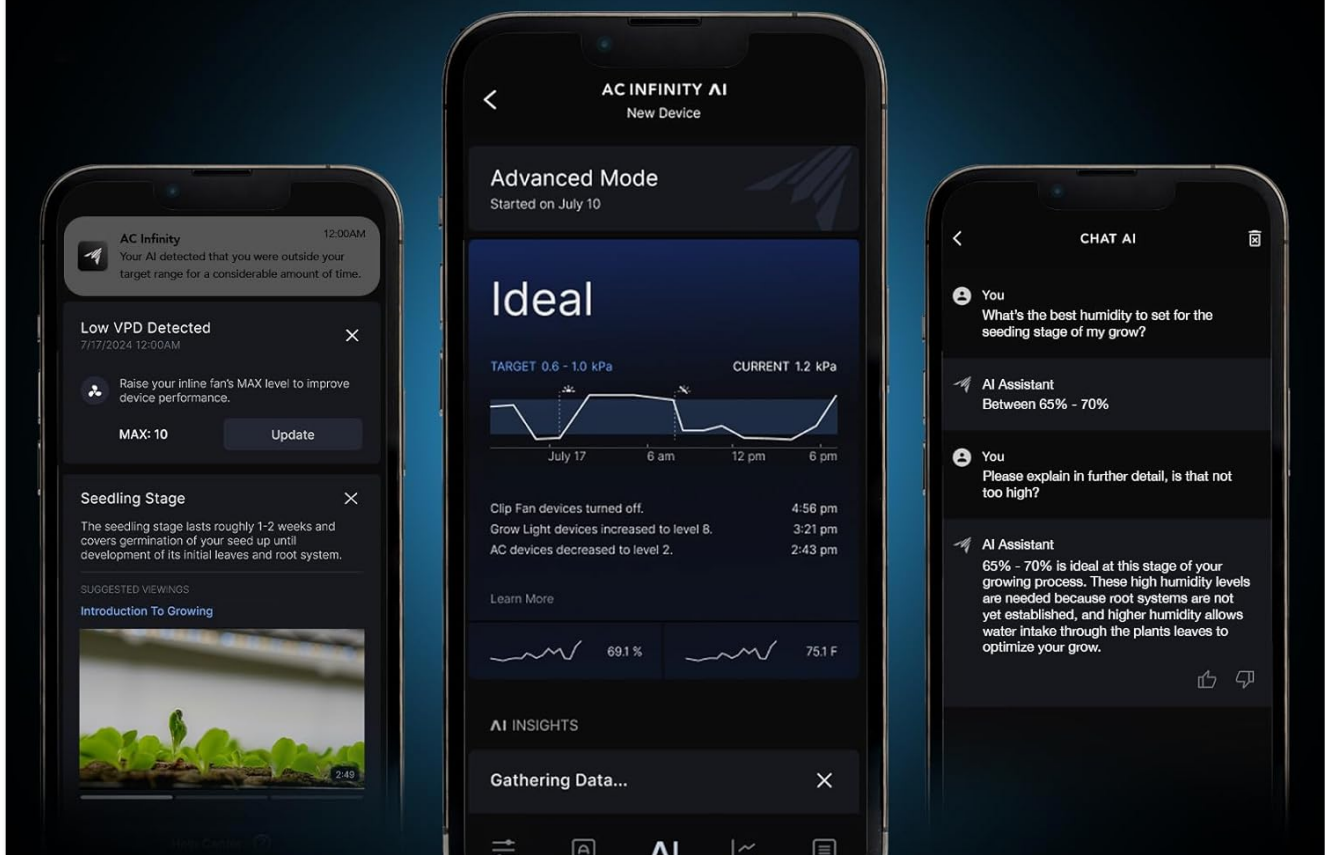 AC Infinity
12:00AM
Your AI detected that you were outside your
target range for a considerable amount of time.
Low VPD Detected
7/17/2024 12:00AM
Raise your inline fan's MAX level to improve
device performance.
MAX: 10
Update
Seedling Stage
The seedling stage lasts roughly 1-2 weeks and
covers germination of your seed up until
development of its initial leaves and root system.
SUGGESTED VIEWINGS
Introduction To Growing
2:49
Help Center
AC INFINITY AI
New Device
Advanced Mode
Started on July 10
Ideal
TARGET 0.6 - 1.0 kPa
CURRENT 1.2 kPa
July 17 6 am 12 pm 6 pm
Clip Fan devices turned off. 4:56 pm
Grow Light devices increased to level 8. 3:21 pm
AC devices decreased to level 2. 2:43 pm
Learn More
69.1 % 75.1 F
AI INSIGHTS
Gathering Data...
AI
CHAT AI
You
What's the best humidity to set for the
seeding stage of my grow?
AI Assistant
Between 65% - 70%
You
Please explain in further detail, is that not
too high?
AI Assistant
65% - 70% is ideal at this stage of your
growing process. These high humidity levels
are needed because root systems are not
yet established, and higher humidity allows
water intake through the plants leaves to
optimize your grow.